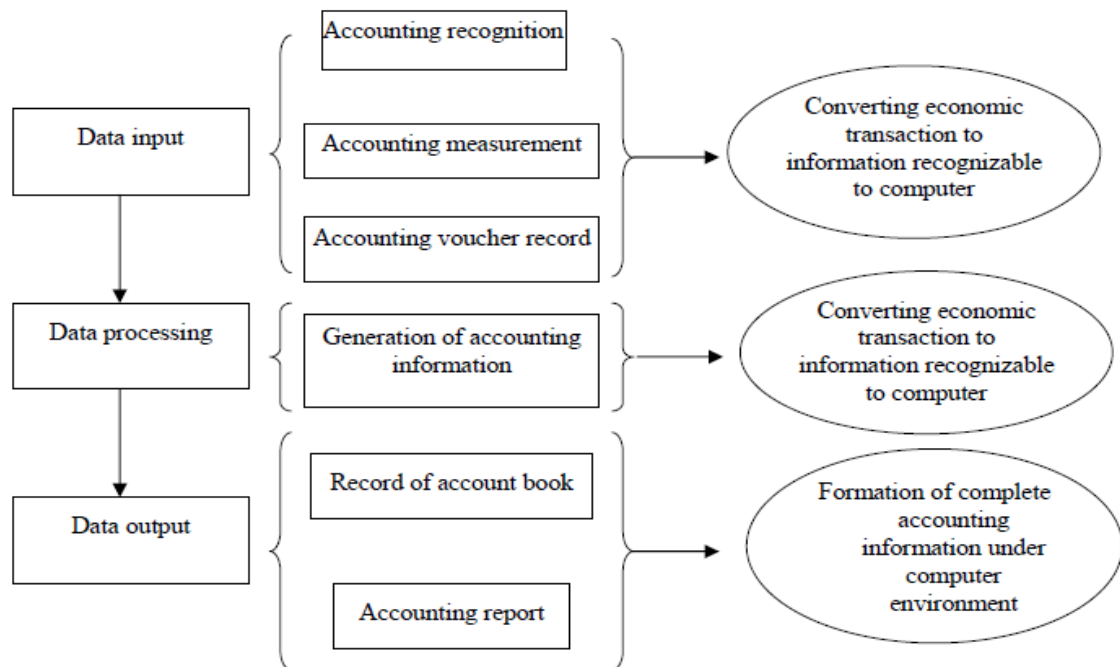 Data input
Accounting recognition
Accounting measurement
Accounting voucher record
Converting economic
transaction to
information recognizable
to computer
Data processing
Generation of accounting
information
Converting economic
transaction to
information recognizable
to computer
Data output
Record of account book
Accounting report
Formation of complete
accounting
information under
computer
environment